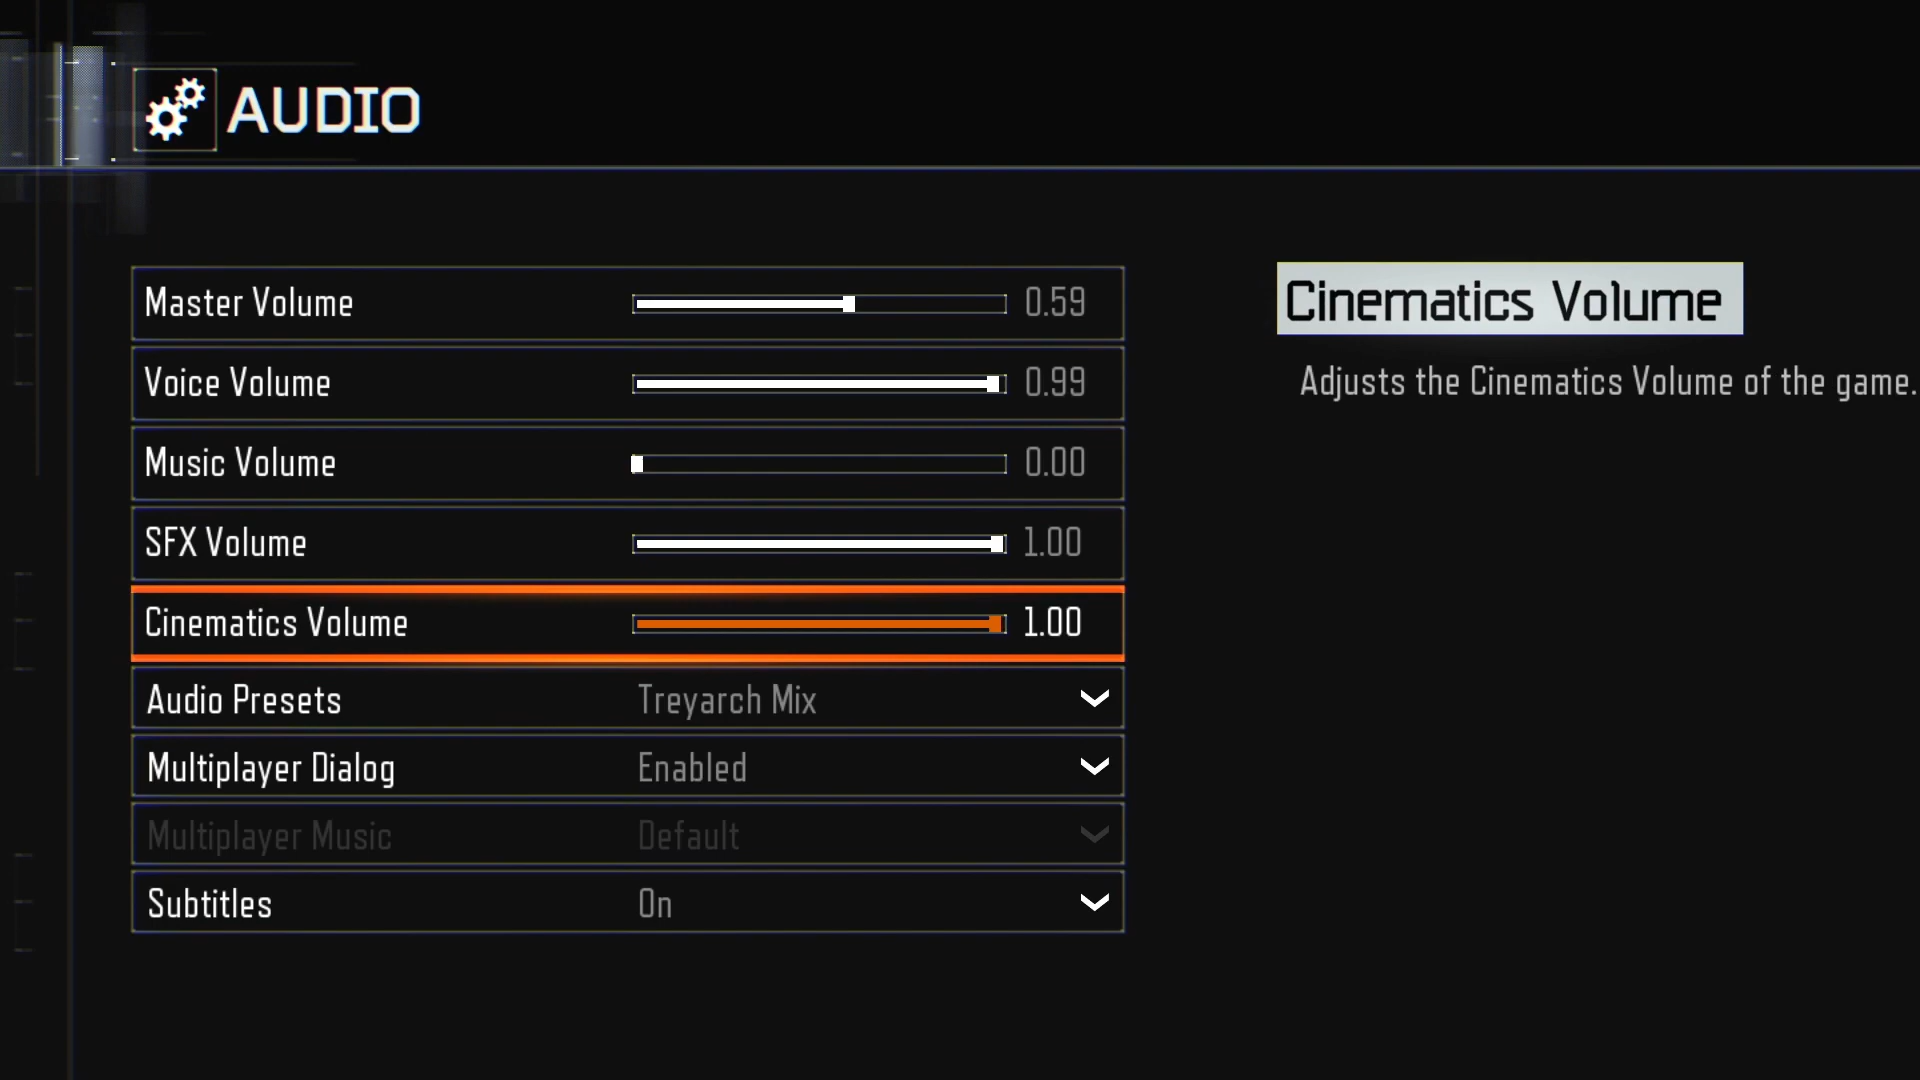 AUDIO
Master Volume 0.59
Voice Volume 0.99
Music Volume 0.00
SFX Volume 1.00
Cinematics Volume 1.00
Audio Presets Treyarch Mix
Multiplayer Dialog Enabled
Multiplayer Music Default
Subtitles On
Cinematics Volume
Adjusts the Cinematics Volume of the game.